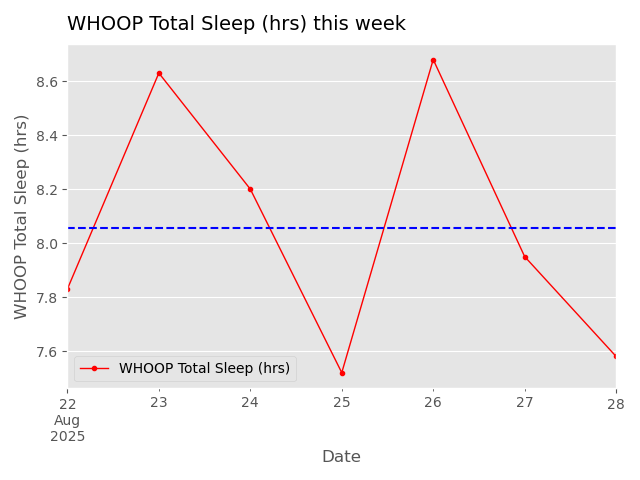 WHOOP Total Sleep (hrs) this week
WHOOP Total Sleep (hrs)
8.6
8.4
8.2
8.0
7.8
7.6
WHOOP Total Sleep (hrs)
22 23 24 25 26 27 28
Aug
2025
Date